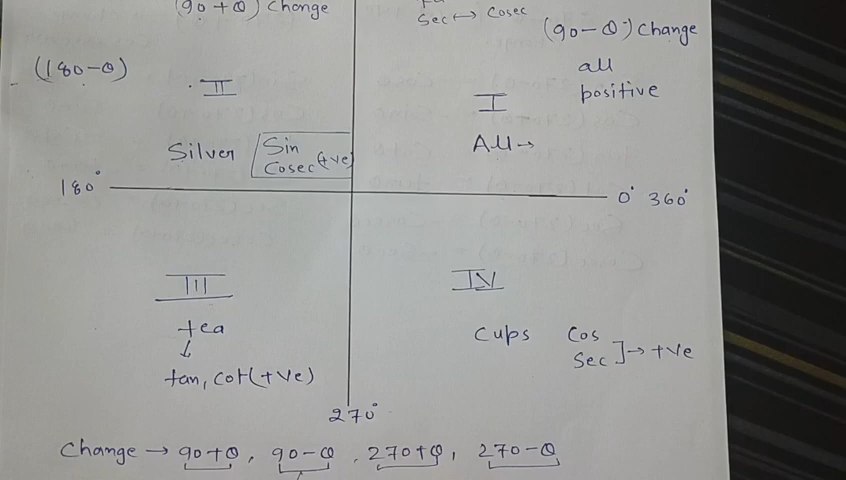 (90+θ) Change
Sec ↔ Cosec
(90-θ) Change
all
positive
(180-θ)
II
I
Silver Sin
Cosec (+ve)
All→
180°
0° 360°
III
IV
tea
↓
tan, cot (+ve)
Cups Cos
Sec ]→ +ve
270°
Change → 90+θ, 90-θ, 270+θ, 270-θ